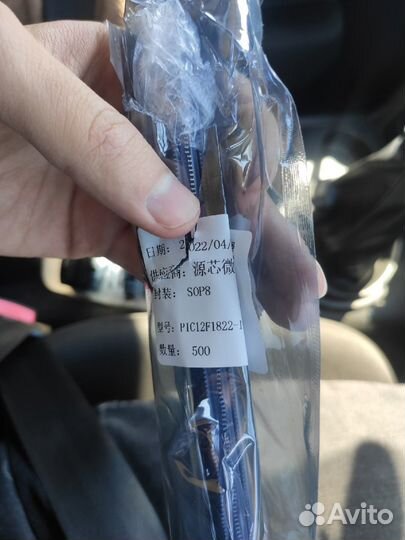 日期: 2022/04/
供应商: 源芯微
封装: SOP8
型号: PIC12F1822-
数量: 500
Avito